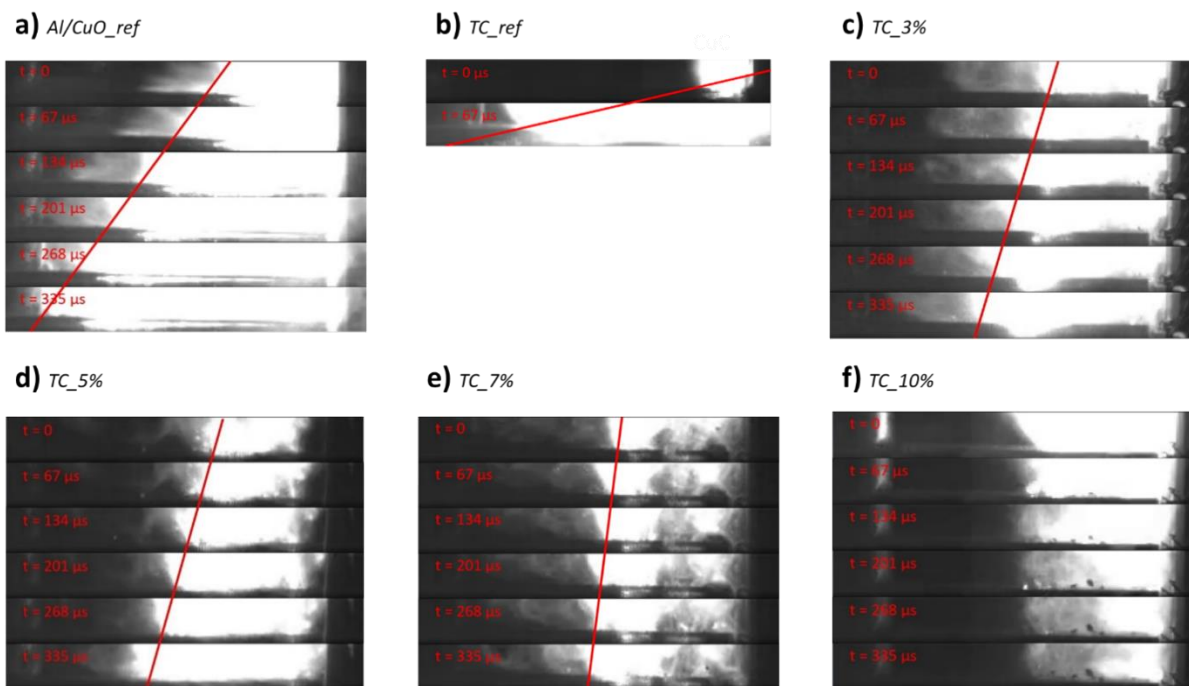 a) Al/CuO_ref
t = 0
t = 67 µs
t = 134 µs
t = 201 µs
t = 268 µs
t = 335 µs
b) TC_ref
t = 0 µs
t = 67 µs
c) TC_3%
t = 0
t = 67 µs
t = 134 µs
t = 201 µs
t = 268 µs
t = 335 µs
d) TC_5%
t = 0
t = 67 µs
t = 134 µs
t = 201 µs
t = 268 µs
t = 335 µs
e) TC_7%
t = 0
t = 67 µs
t = 134 µs
t = 201 µs
t = 268 µs
t = 335 µs
f) TC_10%
t = 0
t = 67 µs
t = 134 µs
t = 201 µs
t = 268 µs
t = 335 µs